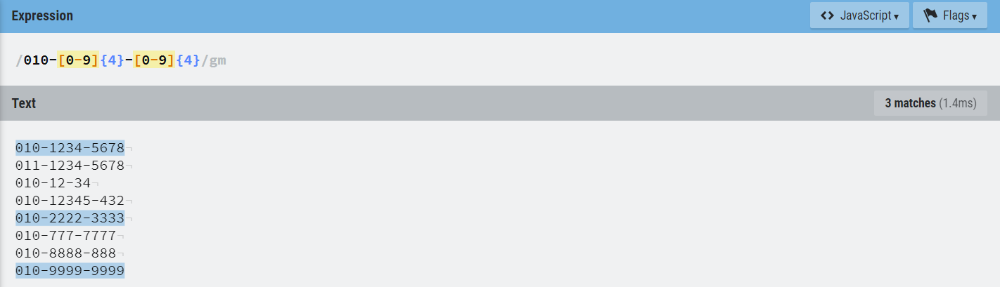 Expression
JavaScript ▾ Flags ▾
/010-[0-9]{4}-[0-9]{4}/gm
Text
3 matches (1.4ms)
010-1234-5678¬
011-1234-5678¬
010-12-34¬
010-12345-432¬
010-2222-3333¬
010-777-7777¬
010-8888-888¬
010-9999-9999